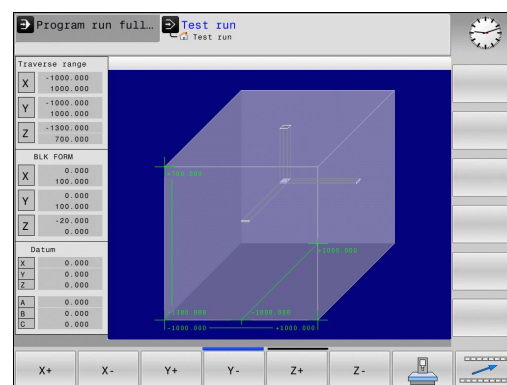 Program run full… Test run
Test run
Traverse range
X -1000.000
1000.000
Y -1000.000
1000.000
Z -1300.000
700.000
BLK FORM
X 0.000
100.000
Y 0.000
100.000
Z -20.000
0.000
Datum
X 0.000
Y 0.000
Z 0.000
A 0.000
B 0.000
C 0.000
+700.000
+1000.000
-1300.000 -1000.000
-1000.000 +1000.000
X+ X- Y+ Y- Z+ Z-